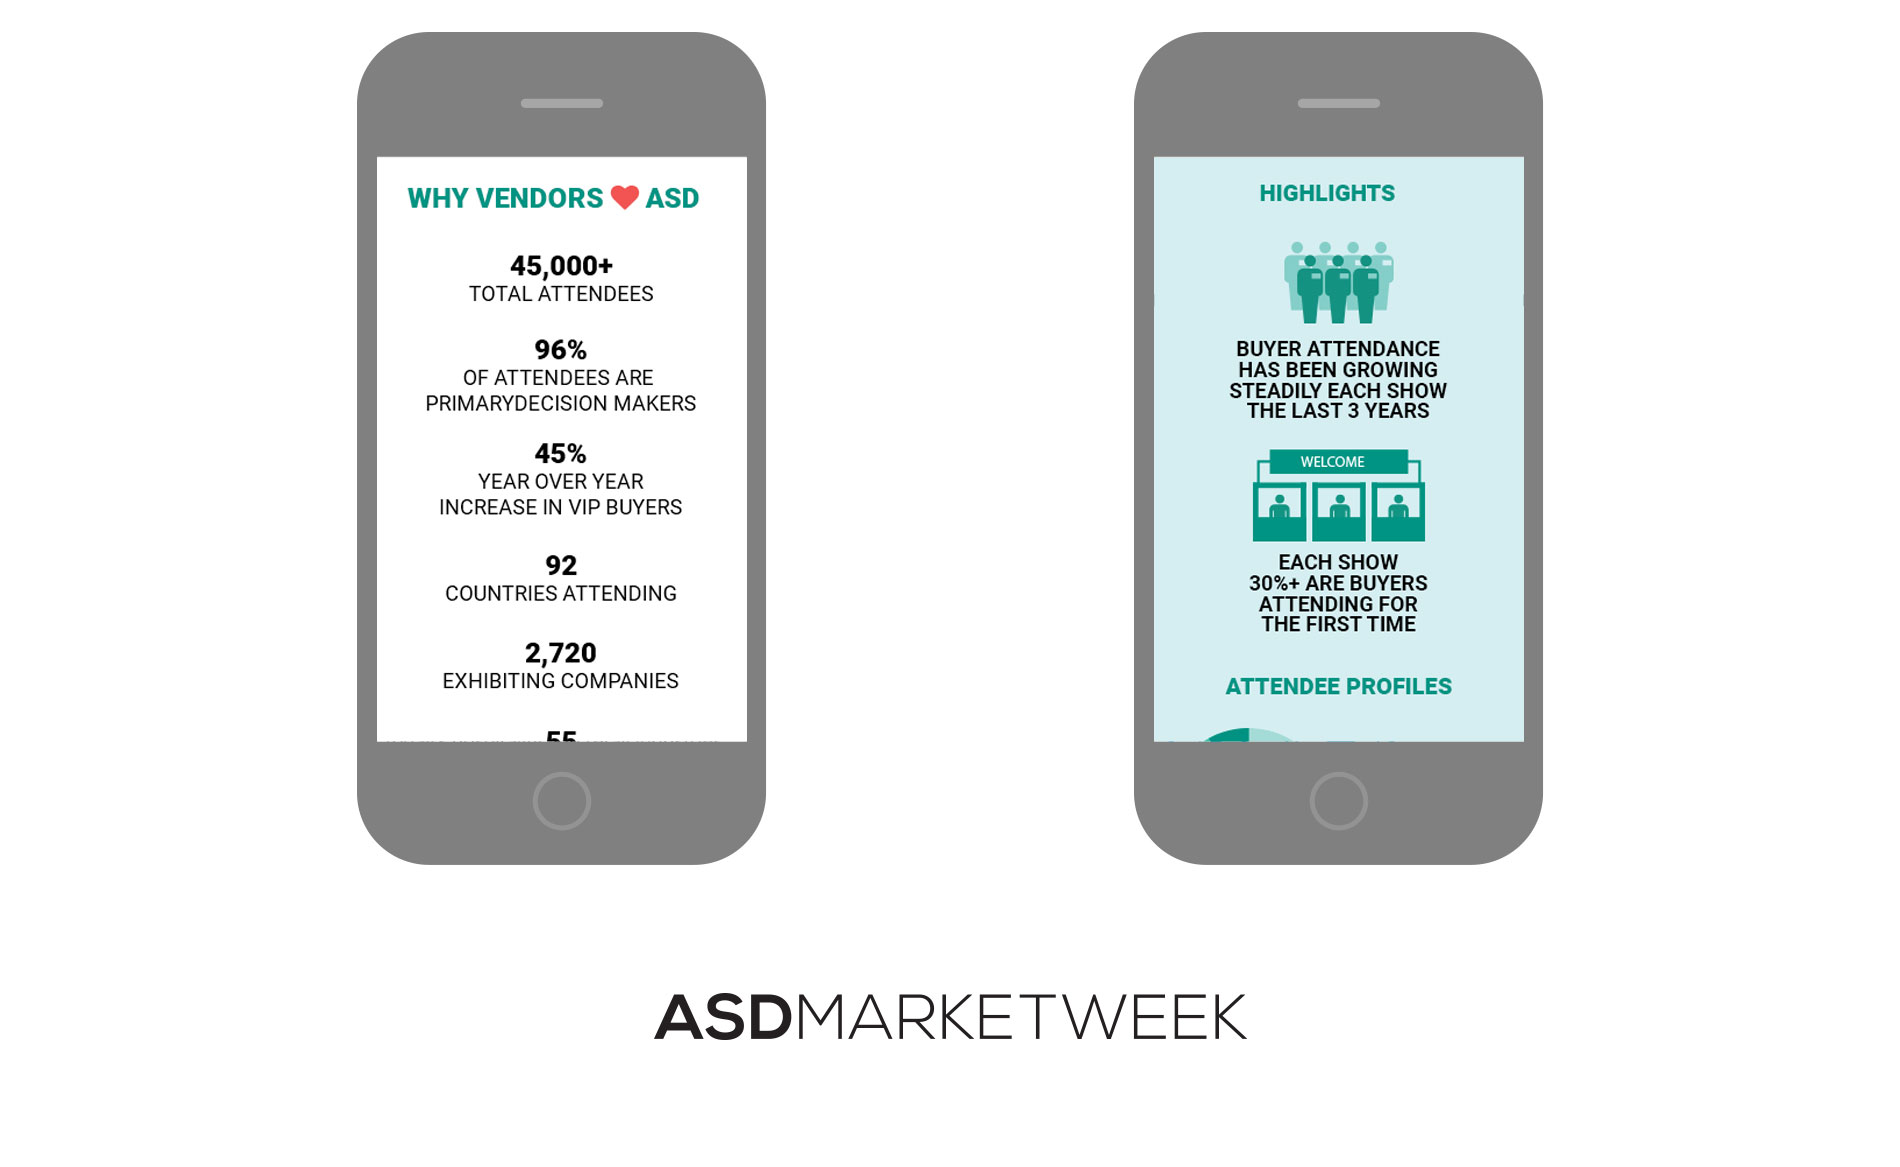 WHY VENDORS ASD
45,000+
TOTAL ATTENDEES
96%
OF ATTENDEES ARE
PRIMARYDECISION MAKERS
45%
YEAR OVER YEAR
INCREASE IN VIP BUYERS
92
COUNTRIES ATTENDING
2,720
EXHIBITING COMPANIES
55
HIGHLIGHTS
BUYER ATTENDANCE
HAS BEEN GROWING
STEADILY EACH SHOW
THE LAST 3 YEARS
WELCOME
EACH SHOW
30%+ ARE BUYERS
ATTENDING FOR
THE FIRST TIME
ATTENDEE PROFILES
ASDMARKETWEEK